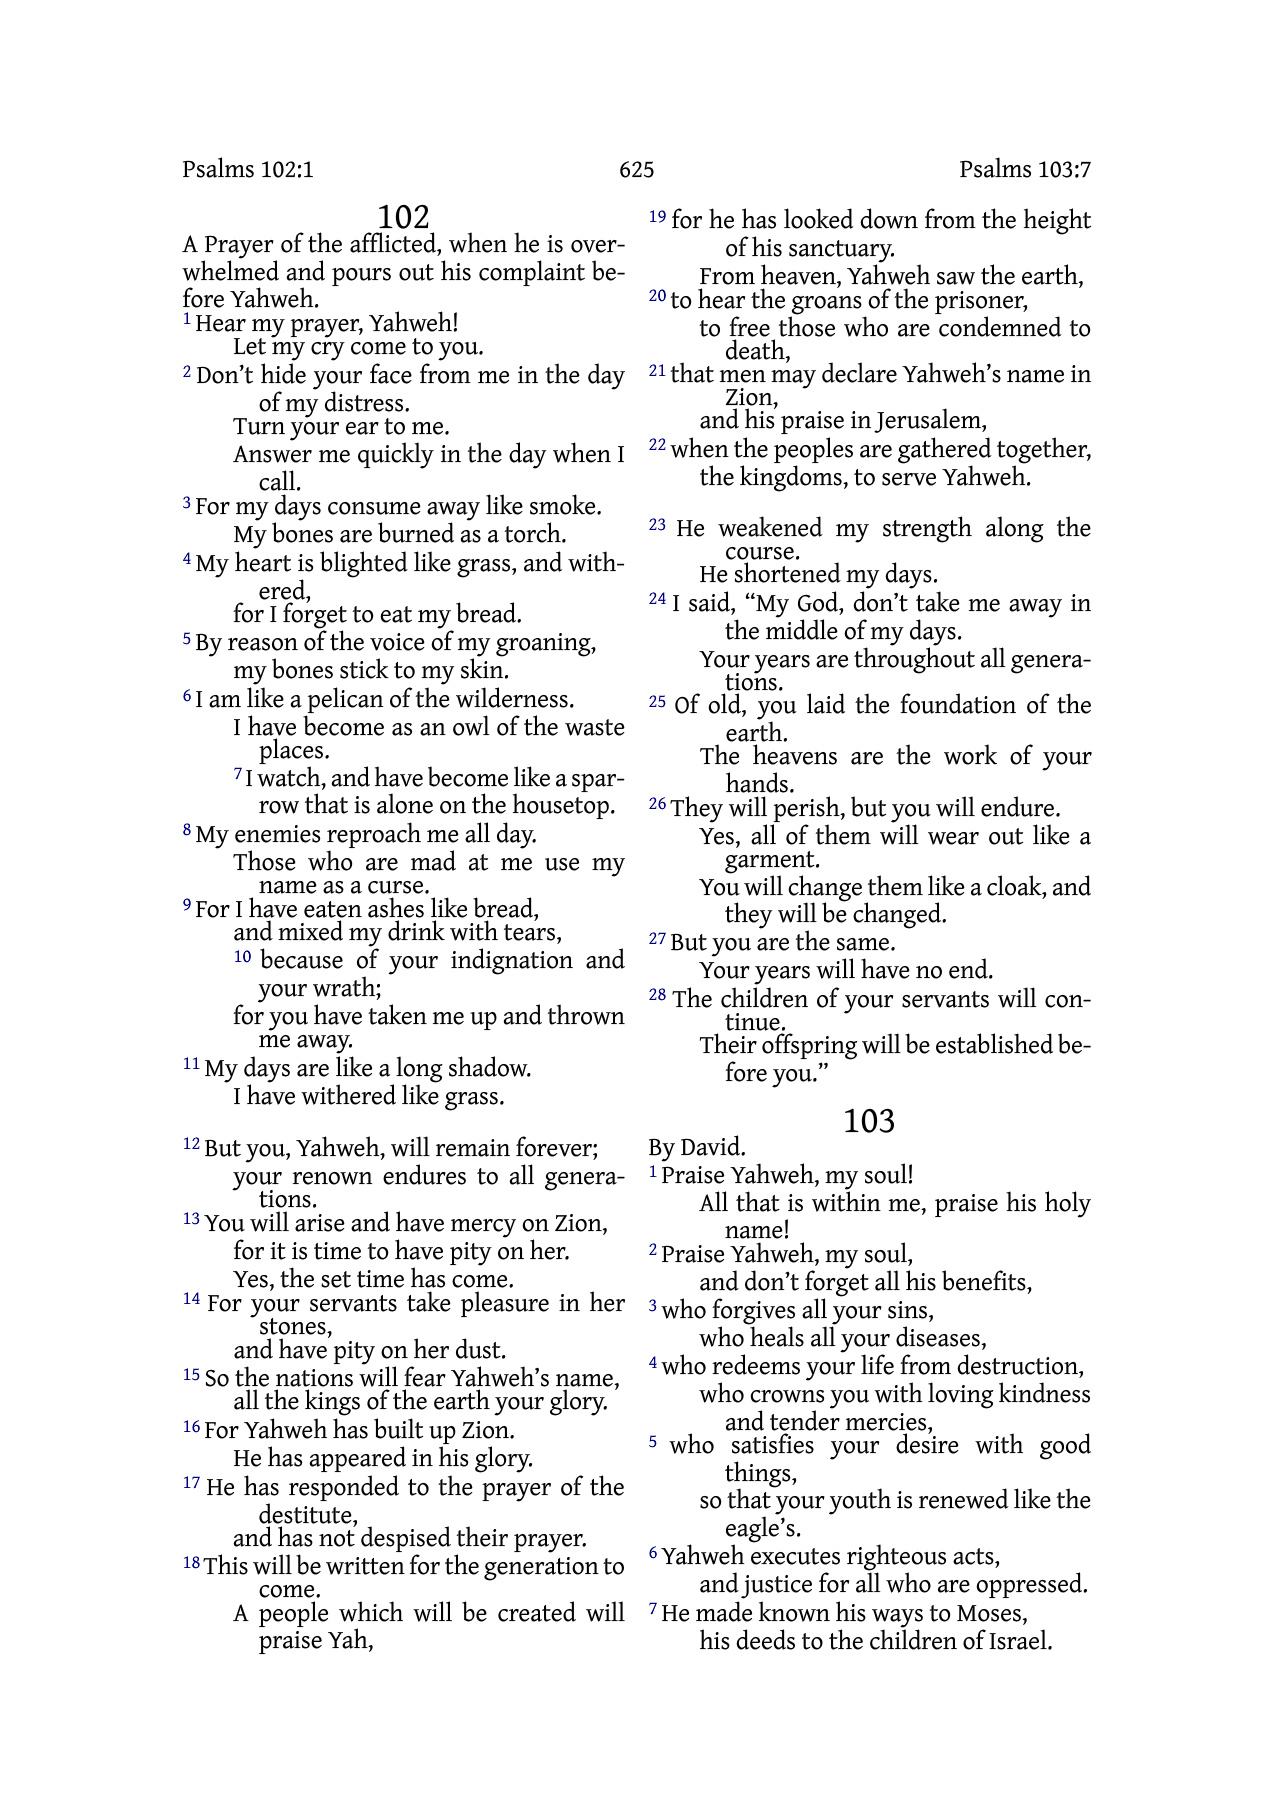 Psalms 102:1
625
Psalms 103:7
102
A Prayer of the afflicted, when he is over-
whelmed and pours out his complaint be-
fore Yahweh.
1 Hear my prayer, Yahweh!
Let my cry come to you.
2 Don’t hide your face from me in the day
of my distress.
Turn your ear to me.
Answer me quickly in the day when I
call.
3 For my days consume away like smoke.
My bones are burned as a torch.
4 My heart is blighted like grass, and with-
ered,
for I forget to eat my bread.
5 By reason of the voice of my groaning,
my bones stick to my skin.
6 I am like a pelican of the wilderness.
I have become as an owl of the waste
places.
7 I watch, and have become like a spar-
row that is alone on the housetop.
8 My enemies reproach me all day.
Those who are mad at me use my
name as a curse.
9 For I have eaten ashes like bread,
and mixed my drink with tears,
10 because of your indignation and
your wrath;
for you have taken me up and thrown
me away.
11 My days are like a long shadow.
I have withered like grass.
12 But you, Yahweh, will remain forever;
your renown endures to all genera-
tions.
13 You will arise and have mercy on Zion,
for it is time to have pity on her.
Yes, the set time has come.
14 For your servants take pleasure in her
stones,
and have pity on her dust.
15 So the nations will fear Yahweh’s name,
all the kings of the earth your glory.
16 For Yahweh has built up Zion.
He has appeared in his glory.
17 He has responded to the prayer of the
destitute,
and has not despised their prayer.
18 This will be written for the generation to
come.
A people which will be created will
praise Yah,
19 for he has looked down from the height
of his sanctuary.
From heaven, Yahweh saw the earth,
20 to hear the groans of the prisoner,
to free those who are condemned to
death,
21 that men may declare Yahweh’s name in
Zion,
and his praise in Jerusalem,
22 when the peoples are gathered together,
the kingdoms, to serve Yahweh.
23 He weakened my strength along the
course.
He shortened my days.
24 I said, “My God, don’t take me away in
the middle of my days.
Your years are throughout all genera-
tions.
25 Of old, you laid the foundation of the
earth.
The heavens are the work of your
hands.
26 They will perish, but you will endure.
Yes, all of them will wear out like a
garment.
You will change them like a cloak, and
they will be changed.
27 But you are the same.
Your years will have no end.
28 The children of your servants will con-
tinue.
Their offspring will be established be-
fore you.”
103
By David.
1 Praise Yahweh, my soul!
All that is within me, praise his holy
name!
2 Praise Yahweh, my soul,
and don’t forget all his benefits,
3 who forgives all your sins,
who heals all your diseases,
4 who redeems your life from destruction,
who crowns you with loving kindness
and tender mercies,
5 who satisfies your desire with good
things,
so that your youth is renewed like the
eagle’s.
6 Yahweh executes righteous acts,
and justice for all who are oppressed.
7 He made known his ways to Moses,
his deeds to the children of Israel.